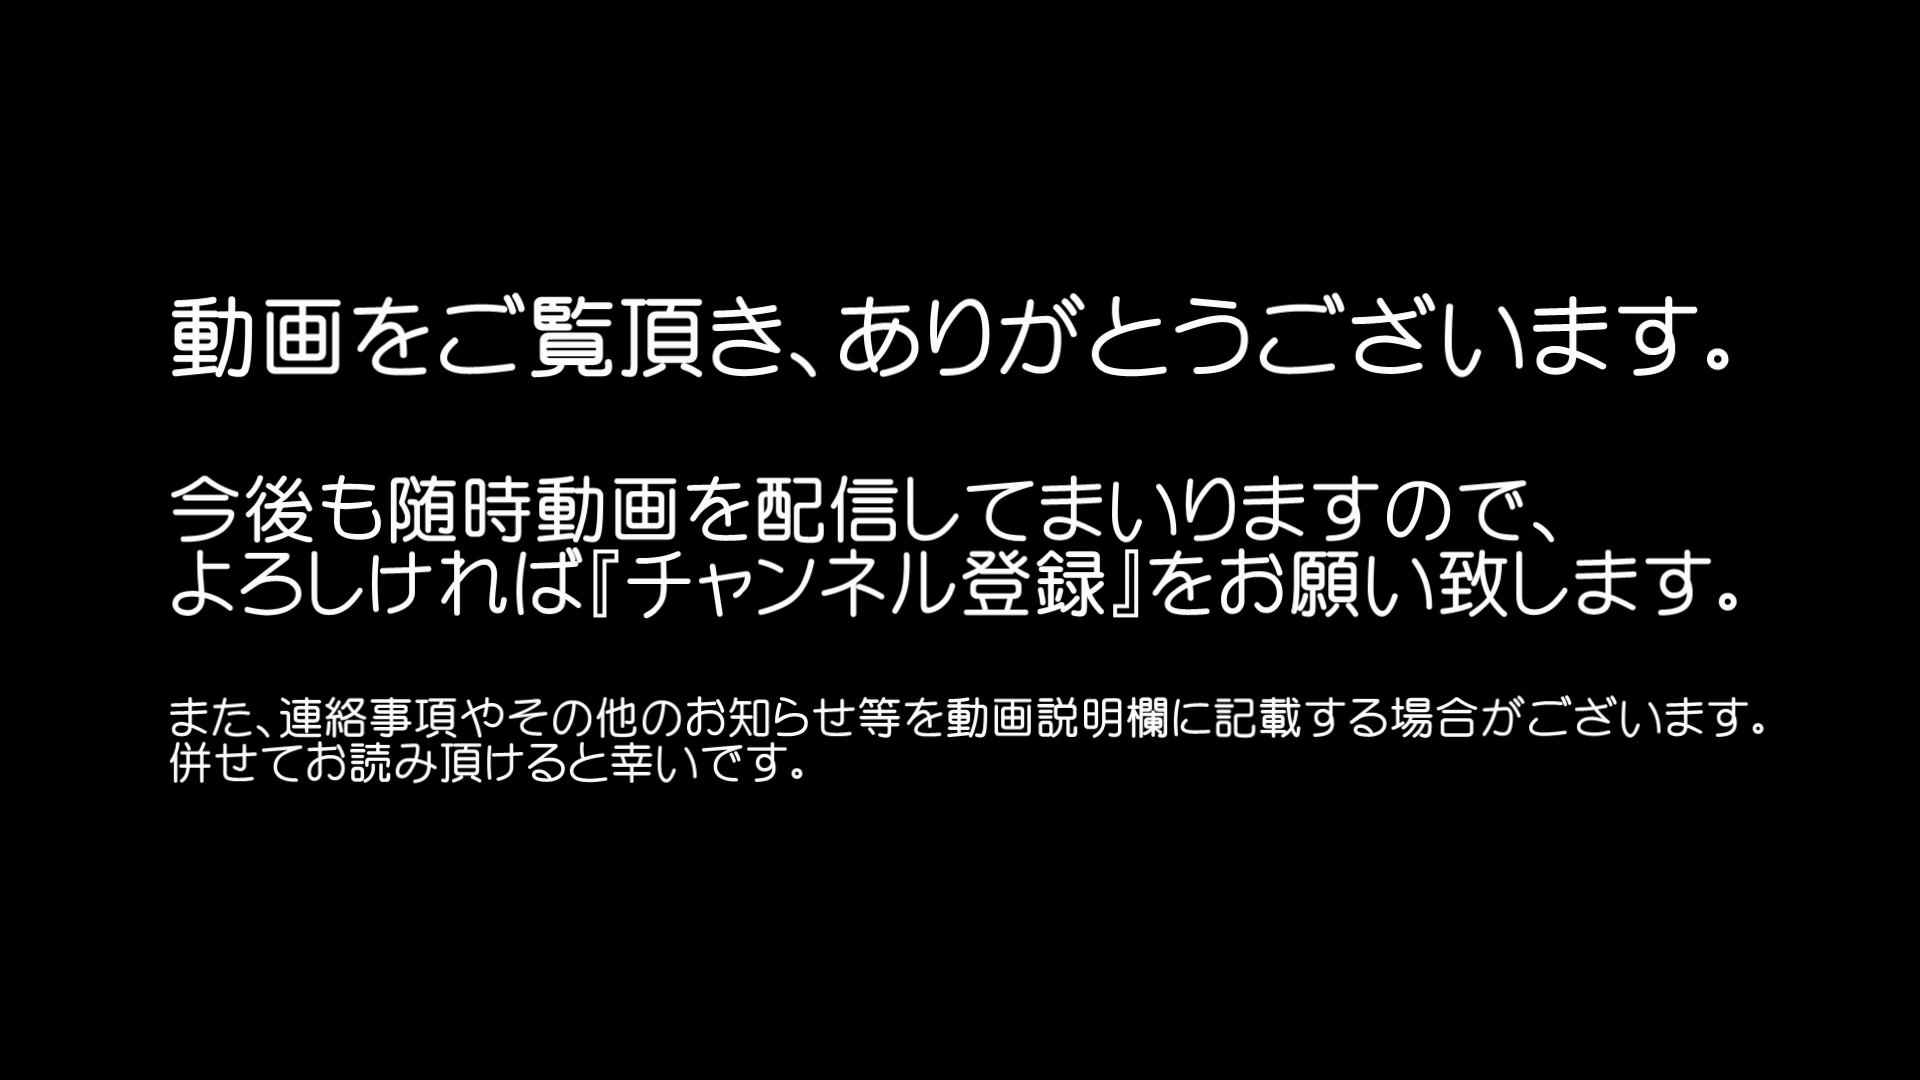 動画をご覧頂き、ありがとうございます。
今後も随時動画を配信してまいりますので、
よろしければ『チャンネル登録』をお願い致します。
また、連絡事項やその他のお知らせ等を動画説明欄に記載する場合がございます。
併せてお読み頂けると幸いです。